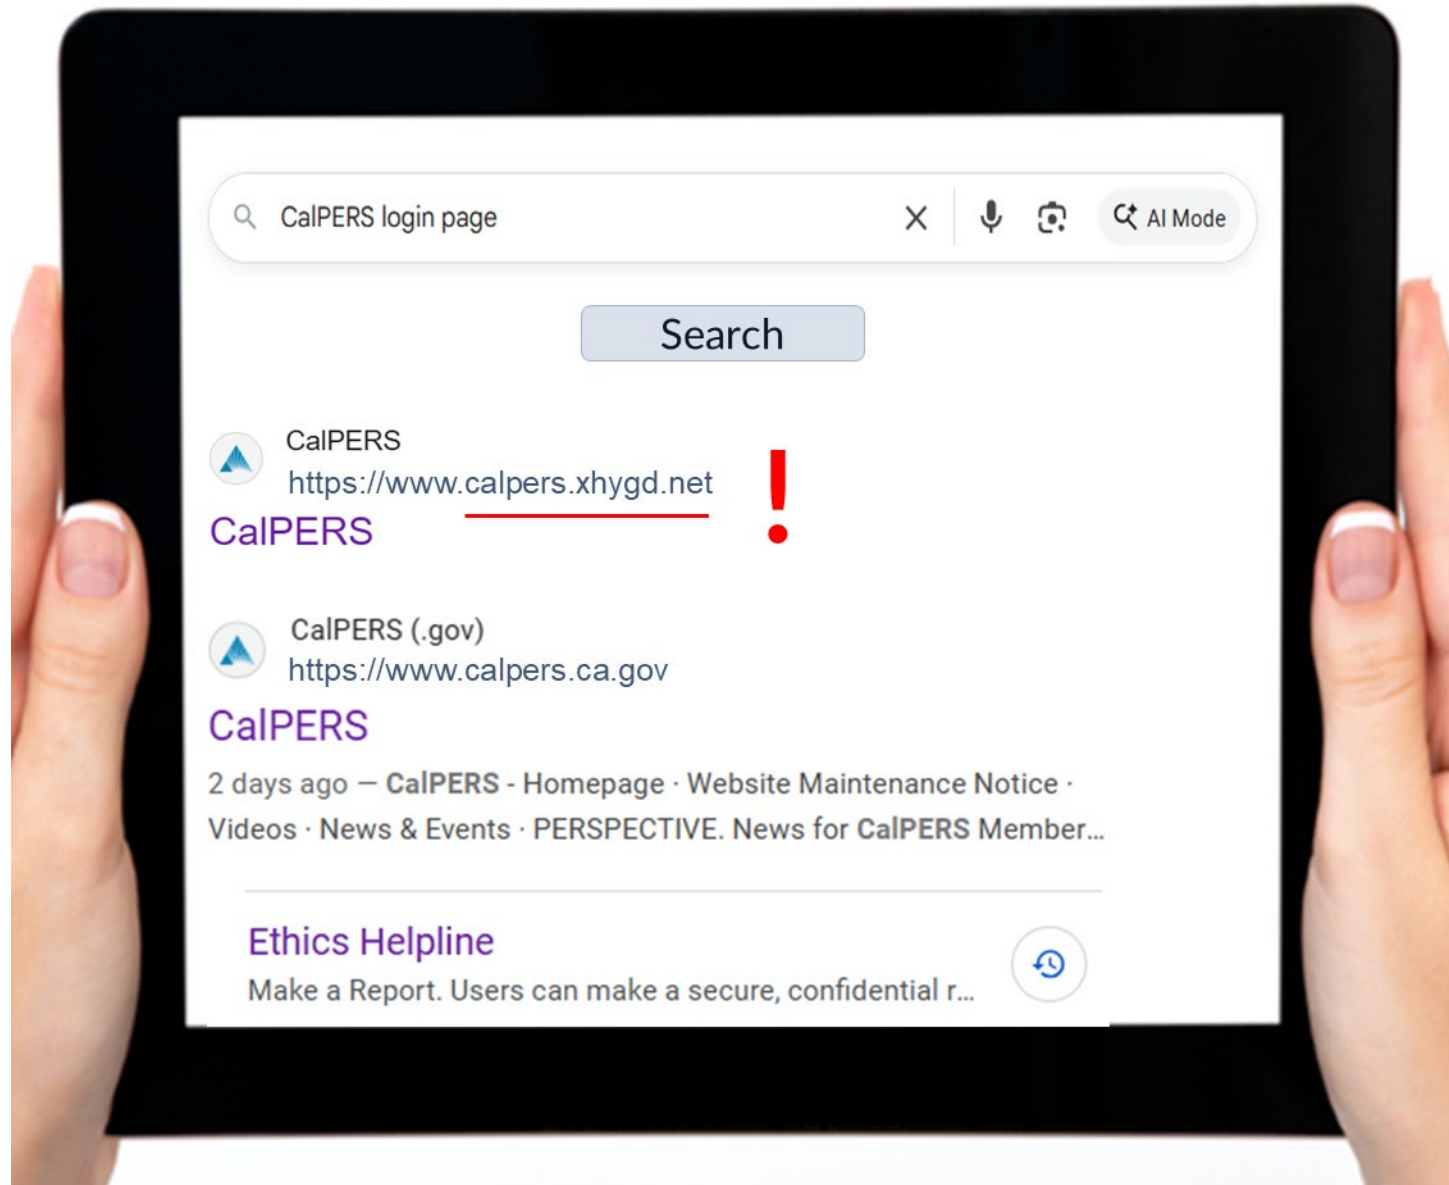 CalPERS login page
AI Mode
Search
CalPERS
https://www.calpers.xhygd.net
!
CalPERS
CalPERS (.gov)
https://www.calpers.ca.gov
CalPERS
2 days ago — CalPERS - Homepage · Website Maintenance Notice ·
Videos · News & Events · PERSPECTIVE. News for CalPERS Member...
Ethics Helpline
Make a Report. Users can make a secure, confidential r...